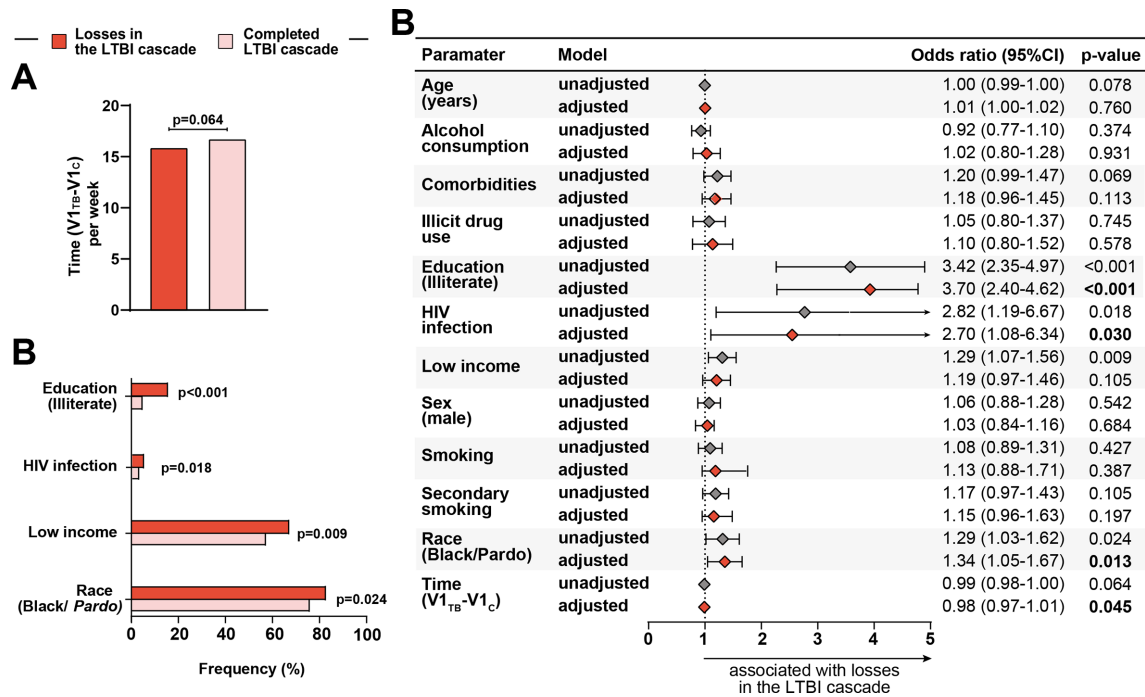 Losses in
the LTBI cascade
Completed
LTBI cascade
A
20
15
10
5
0
Time (V1TB-V1C)
per week
p=0.064
B
Education
(Illiterate)
p<0.001
HIV infection
p=0.018
Low income
p=0.009
Race
(Black/ Pardo)
p=0.024
0 20 40 60 80 100
Frequency (%)
B
Paramater Model Odds ratio (95%CI) p-value
Age
(years)
unadjusted 1.00 (0.99-1.00) 0.078
adjusted 1.01 (1.00-1.02) 0.760
Alcohol
consumption
unadjusted 0.92 (0.77-1.10) 0.374
adjusted 1.02 (0.80-1.28) 0.931
Comorbidities
unadjusted 1.20 (0.99-1.47) 0.069
adjusted 1.18 (0.96-1.45) 0.113
Illicit drug
use
unadjusted 1.05 (0.80-1.37) 0.745
adjusted 1.10 (0.80-1.52) 0.578
Education
(Illiterate)
unadjusted 3.42 (2.35-4.97) <0.001
adjusted 3.70 (2.40-4.62) <0.001
HIV
infection
unadjusted 2.82 (1.19-6.67) 0.018
adjusted 2.70 (1.08-6.34) 0.030
Low income
unadjusted 1.29 (1.07-1.56) 0.009
adjusted 1.19 (0.97-1.46) 0.105
Sex
(male)
unadjusted 1.06 (0.88-1.28) 0.542
adjusted 1.03 (0.84-1.16) 0.684
Smoking
unadjusted 1.08 (0.89-1.31) 0.427
adjusted 1.13 (0.88-1.71) 0.387
Secondary
smoking
unadjusted 1.17 (0.97-1.43) 0.105
adjusted 1.15 (0.96-1.63) 0.197
Race
(Black/Pardo)
unadjusted 1.29 (1.03-1.62) 0.024
adjusted 1.34 (1.05-1.67) 0.013
Time
(V1TB-V1C)
unadjusted 0.99 (0.98-1.00) 0.064
adjusted 0.98 (0.97-1.01) 0.045
0 1 2 3 4 5
associated with losses
in the LTBI cascade